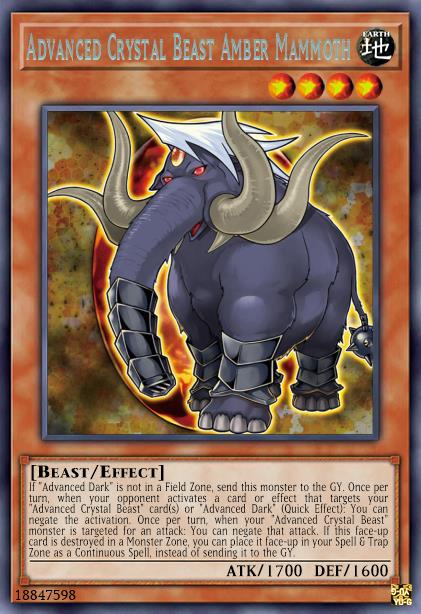 ADVANCED CRYSTAL BEAST AMBER MAMMOTH
EARTH
地
[BEAST/EFFECT]
If "Advanced Dark" is not in a Field Zone, send this monster to the GY. Once per
turn, when your opponent activates a card or effect that targets your
"Advanced Crystal Beast" card(s) or "Advanced Dark" (Quick Effect): You can
negate the activation. Once per turn, when your "Advanced Crystal Beast"
monster is targeted for an attack: You can negate that attack. If this face-up
card is destroyed in a Monster Zone, you can place it face-up in your Spell & Trap
Zone as a Continuous Spell, instead of sending it to the GY.
ATK/1700 DEF/1600
18847598